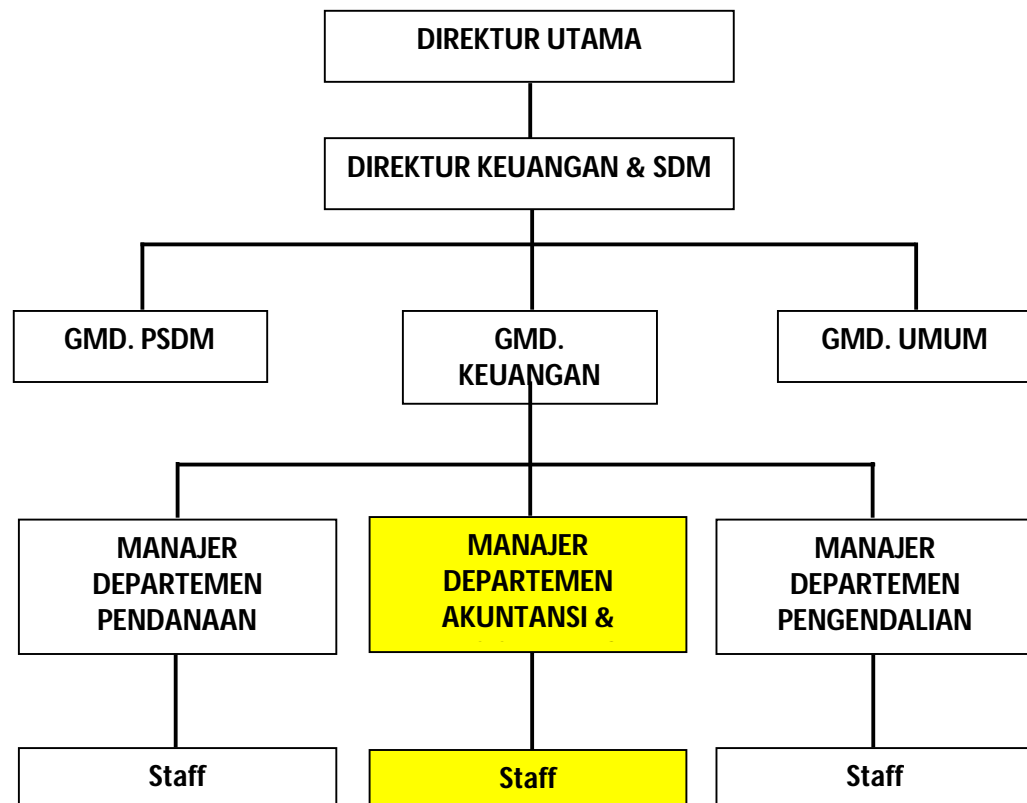 DIREKTUR UTAMA
DIREKTUR KEUANGAN & SDM
GMD. PSDM
GMD.
KEUANGAN
GMD. UMUM
MANAJER
DEPARTEMEN
PENDANAAN
MANAJER
DEPARTEMEN
AKUNTANSI &
MANAJER
DEPARTEMEN
PENGENDALIAN
Staff
Staff
Staff